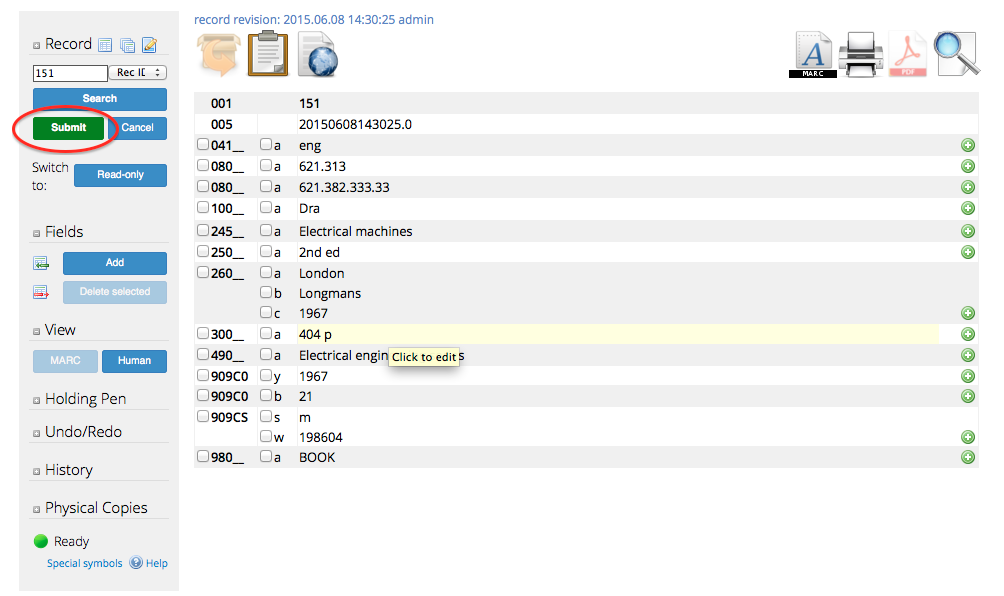 record revision: 2015.06.08 14:30:25 admin
Record
151 Rec ID
Search
Submit Cancel
Switch to: Read-only
Fields
Add
Delete selected
View
MARC Human
Holding Pen
Undo/Redo
History
Physical Copies
Ready
Special symbols Help
A MARC PDF
001 151
005 20150608143025.0
041__ a eng
080__ a 621.313
080__ a 621.382.333.33
100__ a Dra
245__ a Electrical machines
250__ a 2nd ed
260__ a London
b Longmans
c 1967
300__ a 404 p
490__ a Electrical engin s
Click to edit
909C0 y 1967
909C0 b 21
909CS s m
w 198604
980__ a BOOK